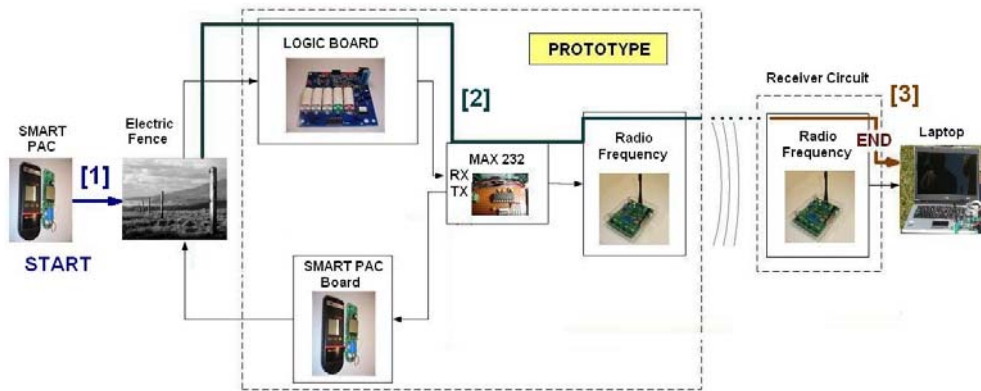 LOGIC BOARD
PROTOTYPE
[2]
Receiver Circuit
[3]
SMART
PAC
Electric
Fence
Radio
Frequency
Radio
Frequency
END
Laptop
[1]
MAX 232
RX
TX
START
SMART PAC
Board